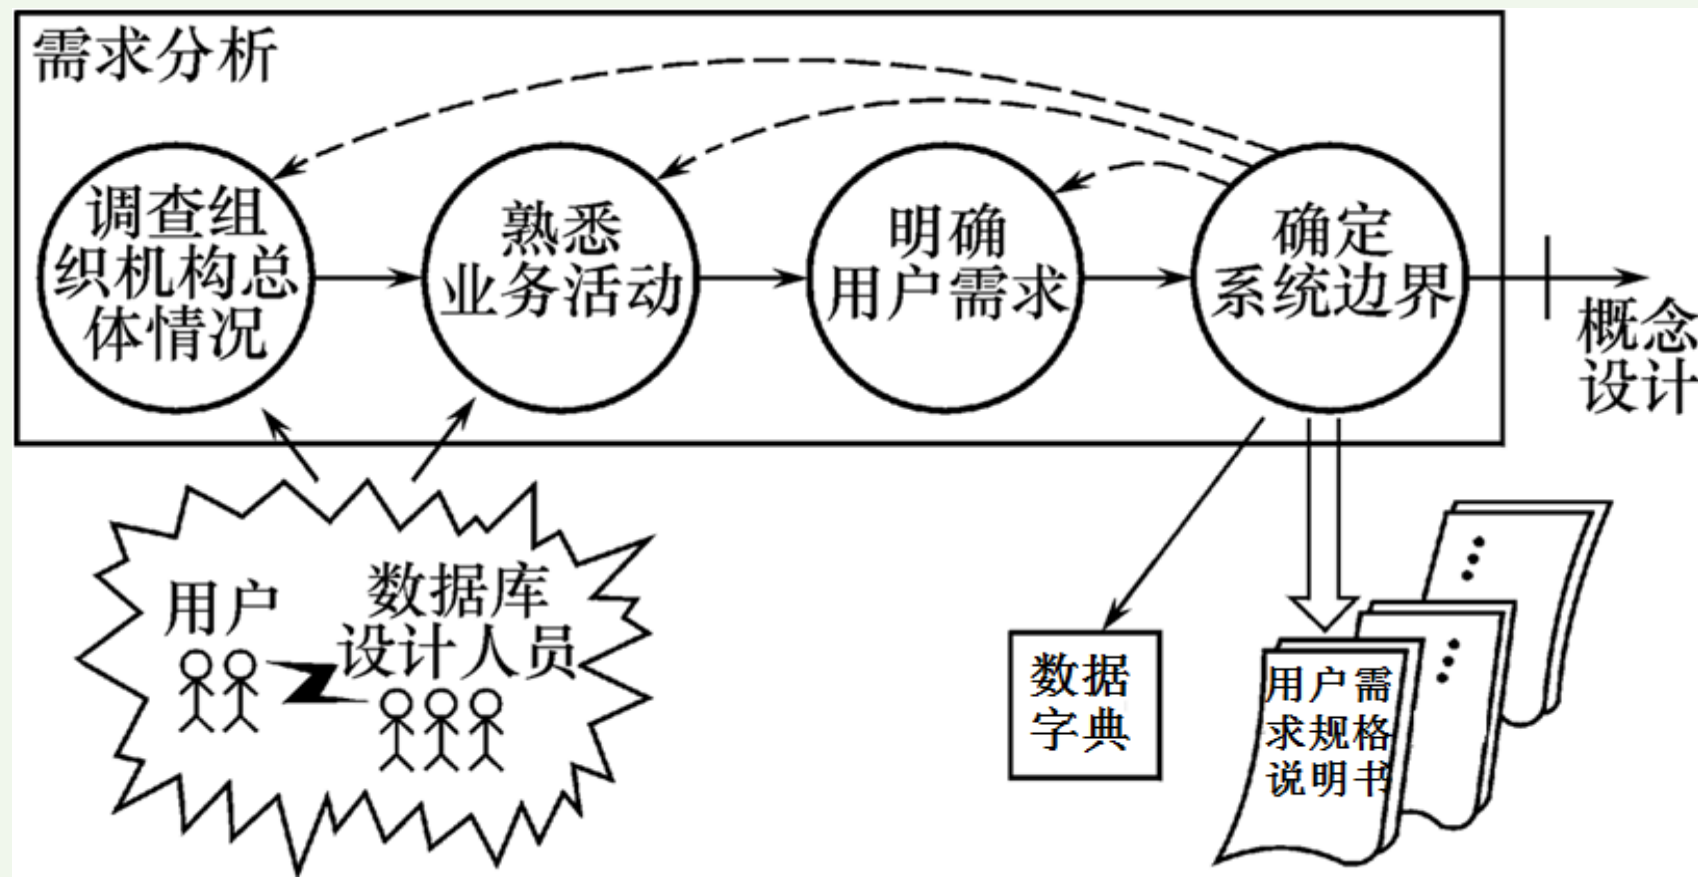 需求分析
调查组
织机构总
体情况
熟悉
业务活动
明确
用户需求
确定
系统边界
概念
设计
用户
数据库
设计人员
数据
字典
用户需
求规格
说明书